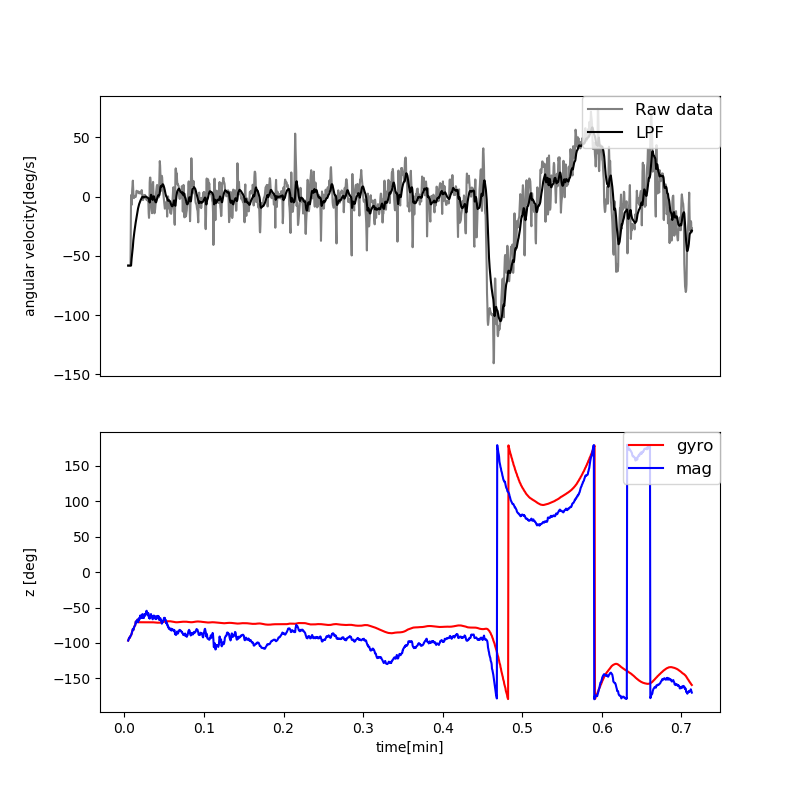 Raw data
LPF
50
0
−50
−100
−150
angular velocity[deg/s]
gyro
mag
150
100
50
0
−50
−100
−150
z [deg]
0.0 0.1 0.2 0.3 0.4 0.5 0.6 0.7
time[min]